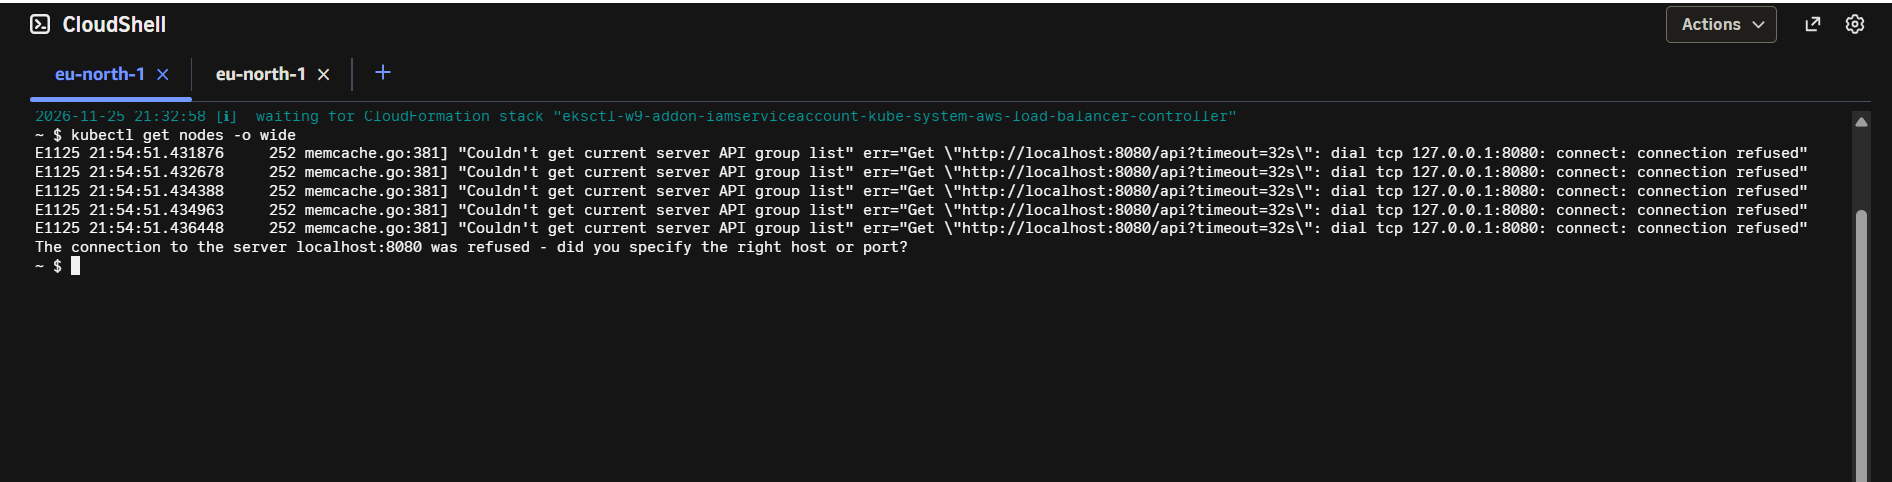 CloudShell
Actions
eu-north-1
eu-north-1
2026-11-25 21:32:58 [ℹ]  waiting for CloudFormation stack "eksctl-w9-addon-iamserviceaccount-kube-system-aws-load-balancer-controller"
~ $ kubectl get nodes -o wide
E1125 21:54:51.431876     252 memcache.go:381] "Couldn't get current server API group list" err="Get \"http://localhost:8080/api?timeout=32s\": dial tcp 127.0.0.1:8080: connect: connection refused"
E1125 21:54:51.432678     252 memcache.go:381] "Couldn't get current server API group list" err="Get \"http://localhost:8080/api?timeout=32s\": dial tcp 127.0.0.1:8080: connect: connection refused"
E1125 21:54:51.434388     252 memcache.go:381] "Couldn't get current server API group list" err="Get \"http://localhost:8080/api?timeout=32s\": dial tcp 127.0.0.1:8080: connect: connection refused"
E1125 21:54:51.434963     252 memcache.go:381] "Couldn't get current server API group list" err="Get \"http://localhost:8080/api?timeout=32s\": dial tcp 127.0.0.1:8080: connect: connection refused"
E1125 21:54:51.436448     252 memcache.go:381] "Couldn't get current server API group list" err="Get \"http://localhost:8080/api?timeout=32s\": dial tcp 127.0.0.1:8080: connect: connection refused"
The connection to the server localhost:8080 was refused - did you specify the right host or port?
~ $